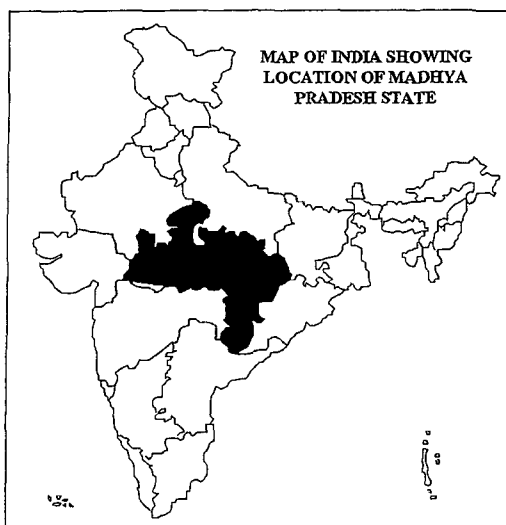 MAP OF INDIA SHOWING
LOCATION OF MADHYA
PRADESH STATE